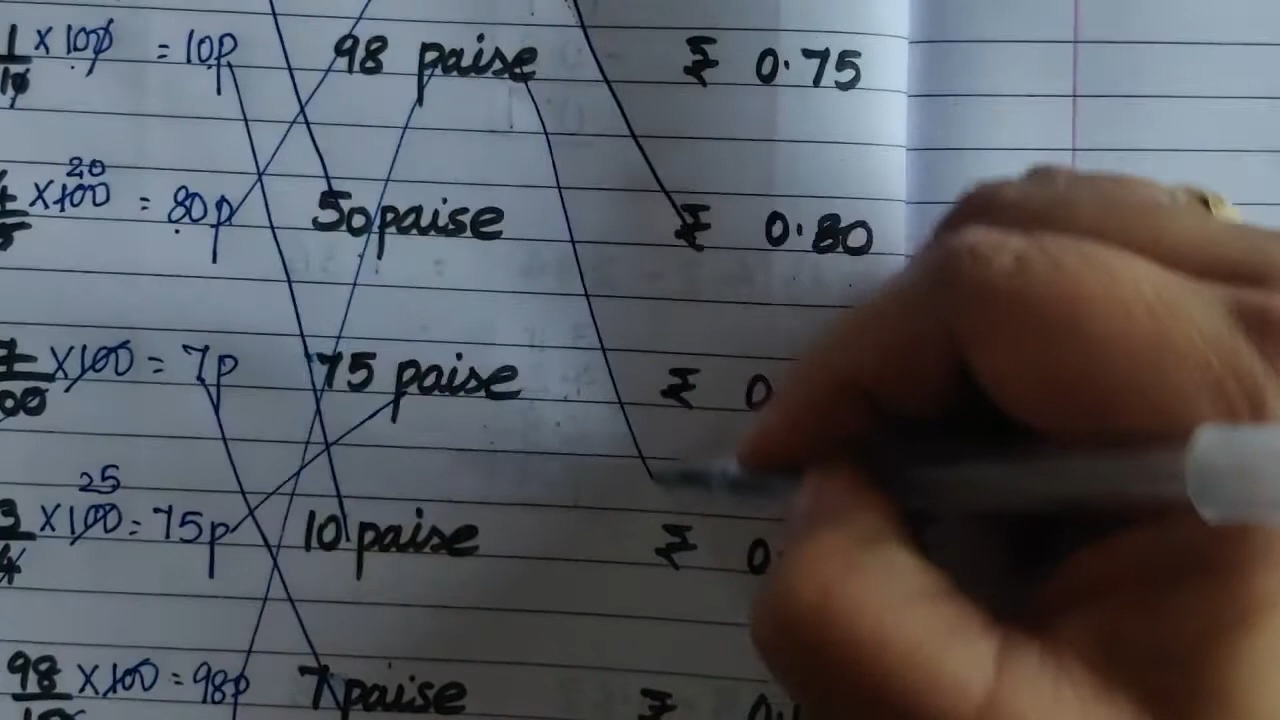 1/10 × 100 = 10p 98 paise ₹ 0.75
20
4/5 × 100 = 80p 50 paise ₹ 0.80
7/100 × 100 = 7p 75 paise ₹ 0
25
3/4 × 100 = 75p 10 paise ₹ 0
98 × 100 = 98p 7 paise ₹ 0.